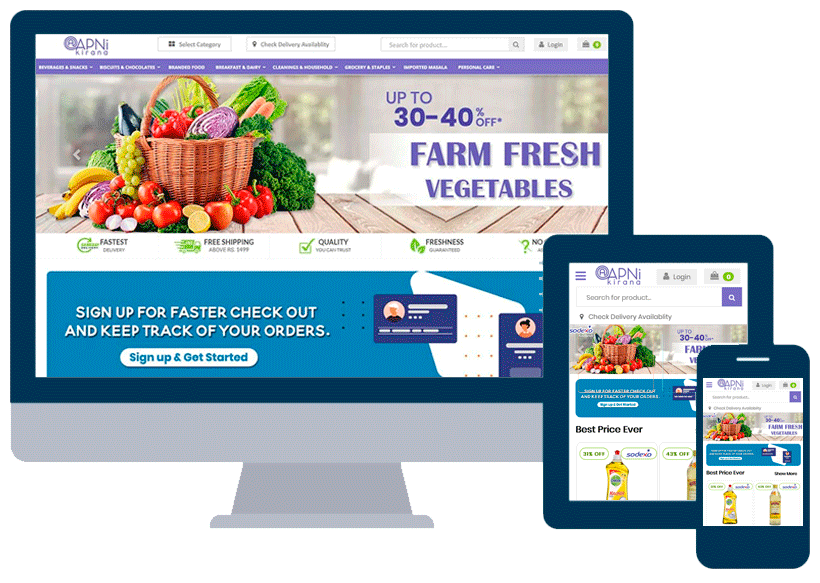 APNi
kirana
Select Category
Check Delivery Availablity
Search for product...
Login
0
BEVERAGES & SNACKS
BISCUITS & CHOCOLATES
BRANDED FOOD
BREAKFAST & DAIRY
CLEANINGS & HOUSEHOLD
GROCERY & STAPLES
IMPORTED MASALA
PERSONAL CARE
UP TO
30-40% OFF*
FARM FRESH
VEGETABLES
FASTEST
DELIVERY
FREE SHIPPING
ABOVE RS. 1499
QUALITY
YOU CAN TRUST
FRESHNESS
GUARANTEED
NO
SIGN UP FOR FASTER CHECK OUT
AND KEEP TRACK OF YOUR ORDERS.
Sign up & Get Started
APNi
kirana
Login
0
Search for product..
Check Delivery Availablity
sodexo
UP TO
30-40% OFF*
SIGN UP FOR FASTER CHECK OUT
AND KEEP TRACK OF YOUR ORDERS.
Sign up & Get Started
Best Price Ever
31% OFF
sodexo
43% OFF
APNi
kirana
Login
0
Search for product...
Check Delivery Availablity
30-40%
FARM FRESH
VEGETABLES
Best Price Ever
Show More
sodexo
sodexo